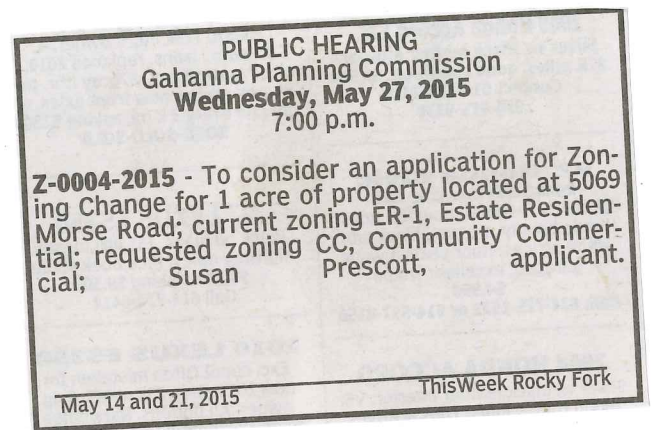 PUBLIC HEARING
Gahanna Planning Commission
Wednesday, May 27, 2015
7:00 p.m.
Z-0004-2015 - To consider an application for Zon-
ing Change for 1 acre of property located at 5069
Morse Road; current zoning ER-1, Estate Residen-
tial; requested zoning CC, Community Commer-
cial; Susan Prescott, applicant.
May 14 and 21, 2015 ThisWeek Rocky Fork